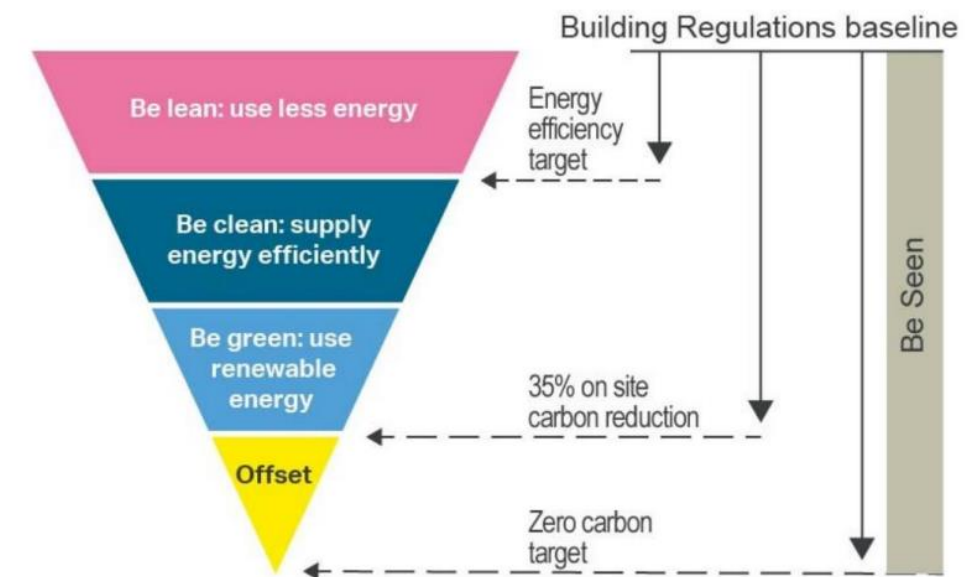 Building Regulations baseline
Be lean: use less energy
Energy
efficiency
target
Be clean: supply
energy efficiently
Be green: use
renewable
energy
35% on site
carbon reduction
Offset
Zero carbon
target
Be Seen